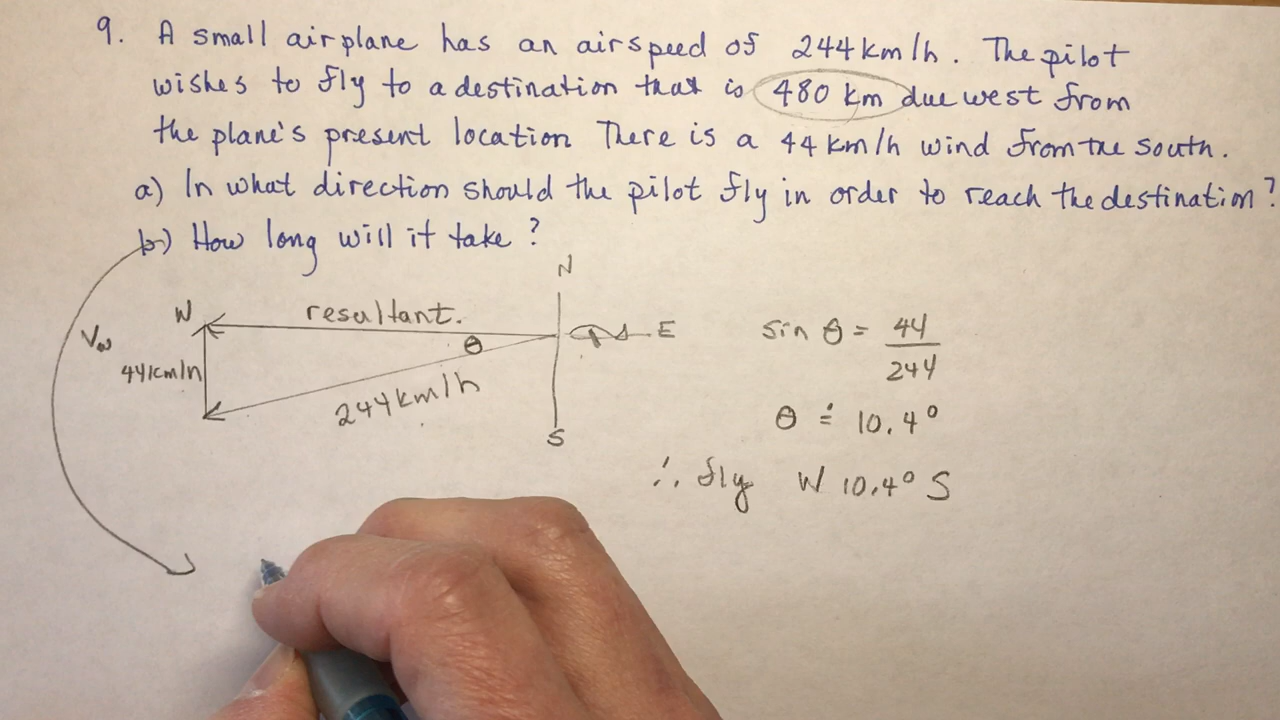 9. A small airplane has an airspeed of 244 km/h. The pilot
wishes to fly to a destination that is 480 km due west from
the plane's present location There is a 44 km/h wind from the south.
a) In what direction should the pilot fly in order to reach the destination?
b) How long will it take?
N
W
resultant.
E
Vw
44 km/h
θ
244 km/h
S
sin θ = 44/244
θ ≐ 10.4°
∴ fly W 10.4° S